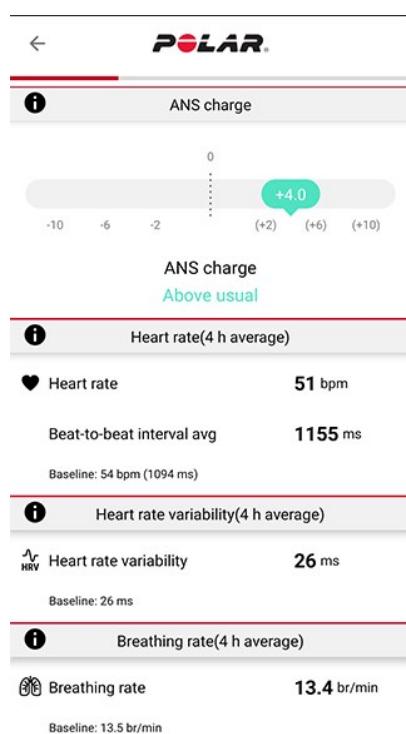 POLAR.
ANS charge
0
+4.0
-10 -6 -2 (+2) (+6) (+10)
ANS charge
Above usual
Heart rate(4 h average)
Heart rate 51 bpm
Beat-to-beat interval avg 1155 ms
Baseline: 54 bpm (1094 ms)
Heart rate variability(4 h average)
HRV Heart rate variability 26 ms
Baseline: 26 ms
Breathing rate(4 h average)
Breathing rate 13.4 br/min
Baseline: 13.5 br/min